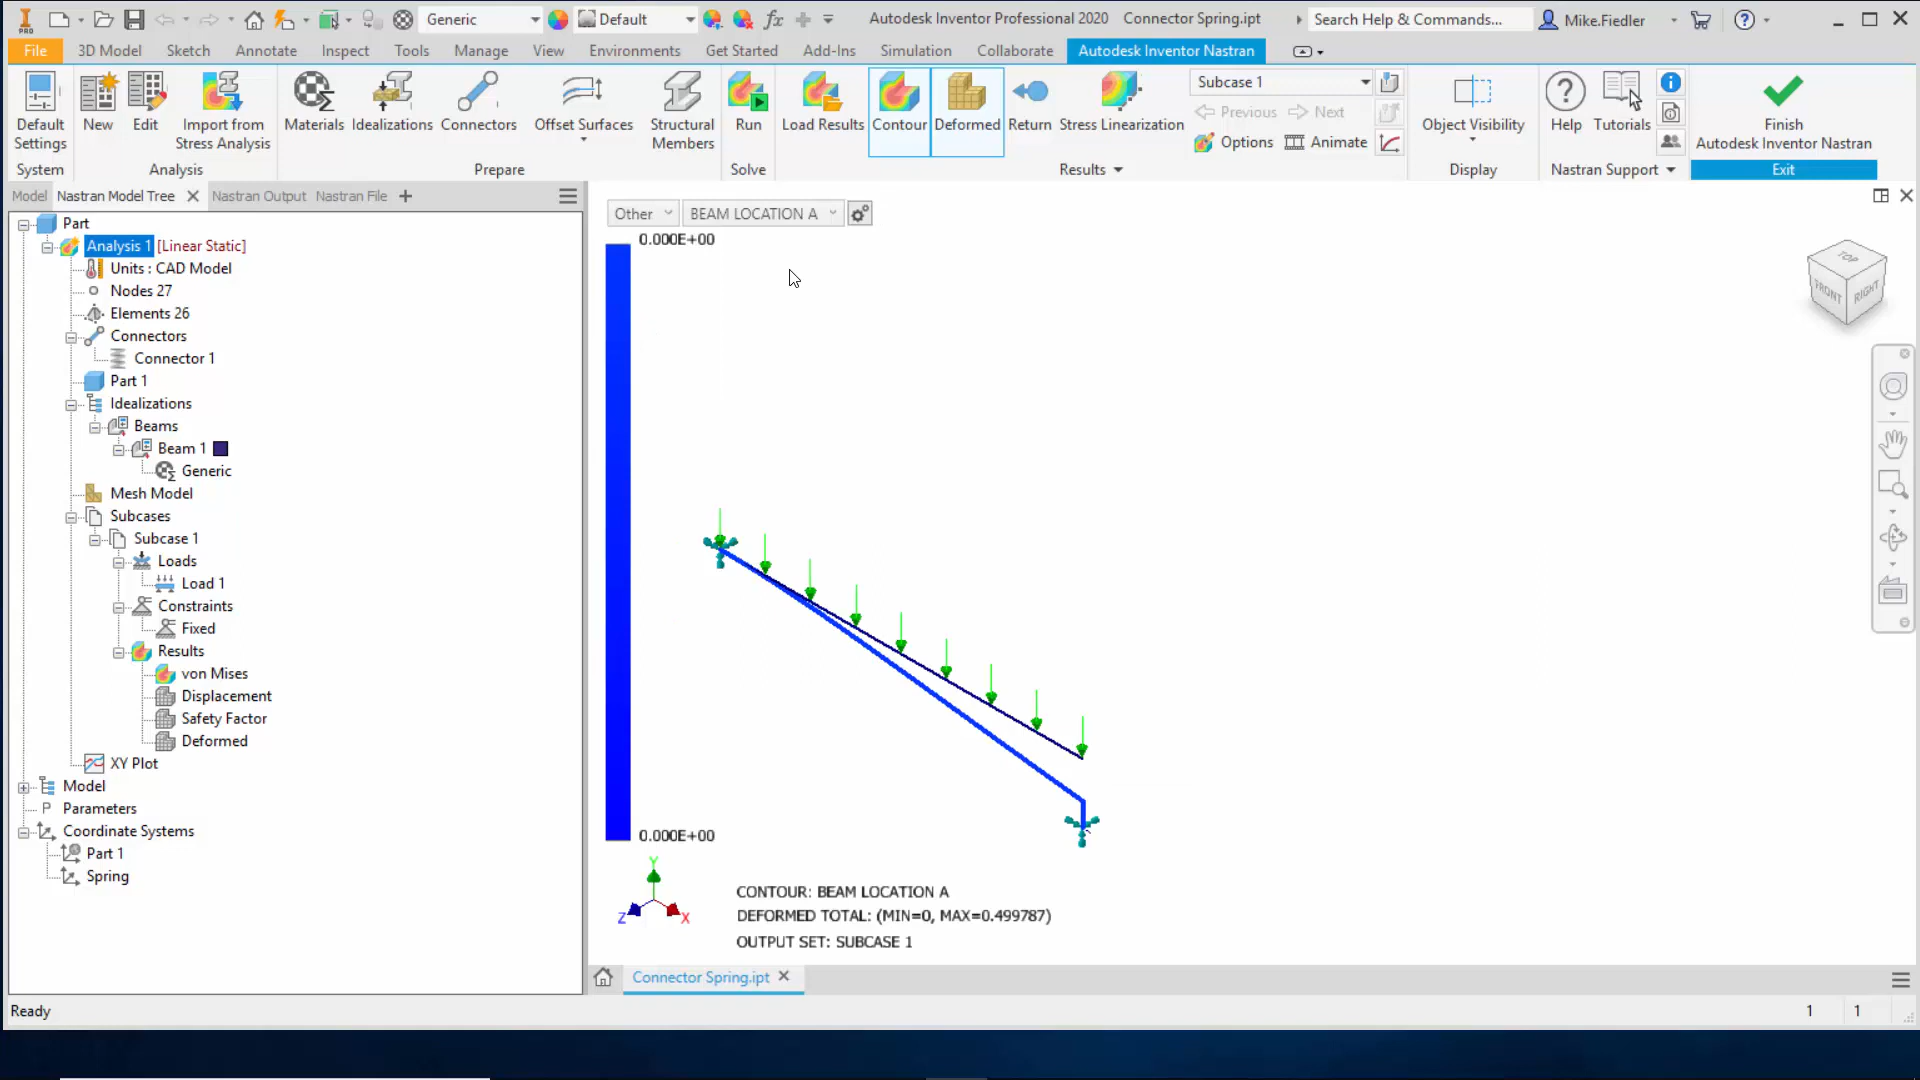 PRO
Generic
Default
fx
Autodesk Inventor Professional 2020 Connector Spring.ipt
Search Help & Commands...
Mike.Fiedler
File
3D Model
Sketch
Annotate
Inspect
Tools
Manage
View
Environments
Get Started
Add-Ins
Simulation
Collaborate
Autodesk Inventor Nastran
Default Settings
New
Edit
Import from Stress Analysis
Materials
Idealizations
Connectors
Offset Surfaces
Structural Members
Run
Load Results
Contour
Deformed
Return
Stress Linearization
Subcase 1
Previous
Next
Options
Animate
Object Visibility
Help
Tutorials
Finish
Autodesk Inventor Nastran
System
Analysis
Prepare
Solve
Results
Display
Nastran Support
Exit
Model
Nastran Model Tree
Nastran Output
Nastran File
Part
Analysis 1 [Linear Static]
Units : CAD Model
Nodes 27
Elements 26
Connectors
Connector 1
Part 1
Idealizations
Beams
Beam 1
Generic
Mesh Model
Subcases
Subcase 1
Loads
Load 1
Constraints
Fixed
Results
von Mises
Displacement
Safety Factor
Deformed
XY Plot
Model
P Parameters
Coordinate Systems
Part 1
Spring
Other
BEAM LOCATION A
0.000E+00
0.000E+00
TOP
FRONT
RIGHT
Y
Z
X
CONTOUR: BEAM LOCATION A
DEFORMED TOTAL: (MIN=0, MAX=0.499787)
OUTPUT SET: SUBCASE 1
Connector Spring.ipt
Ready
1
1